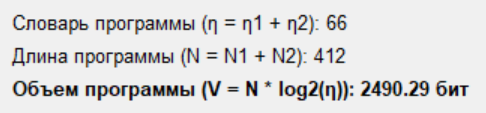 Словарь программы (η = η1 + η2): 66
Длина программы (N = N1 + N2): 412
Объем программы (V = N * log2(η)): 2490.29 бит